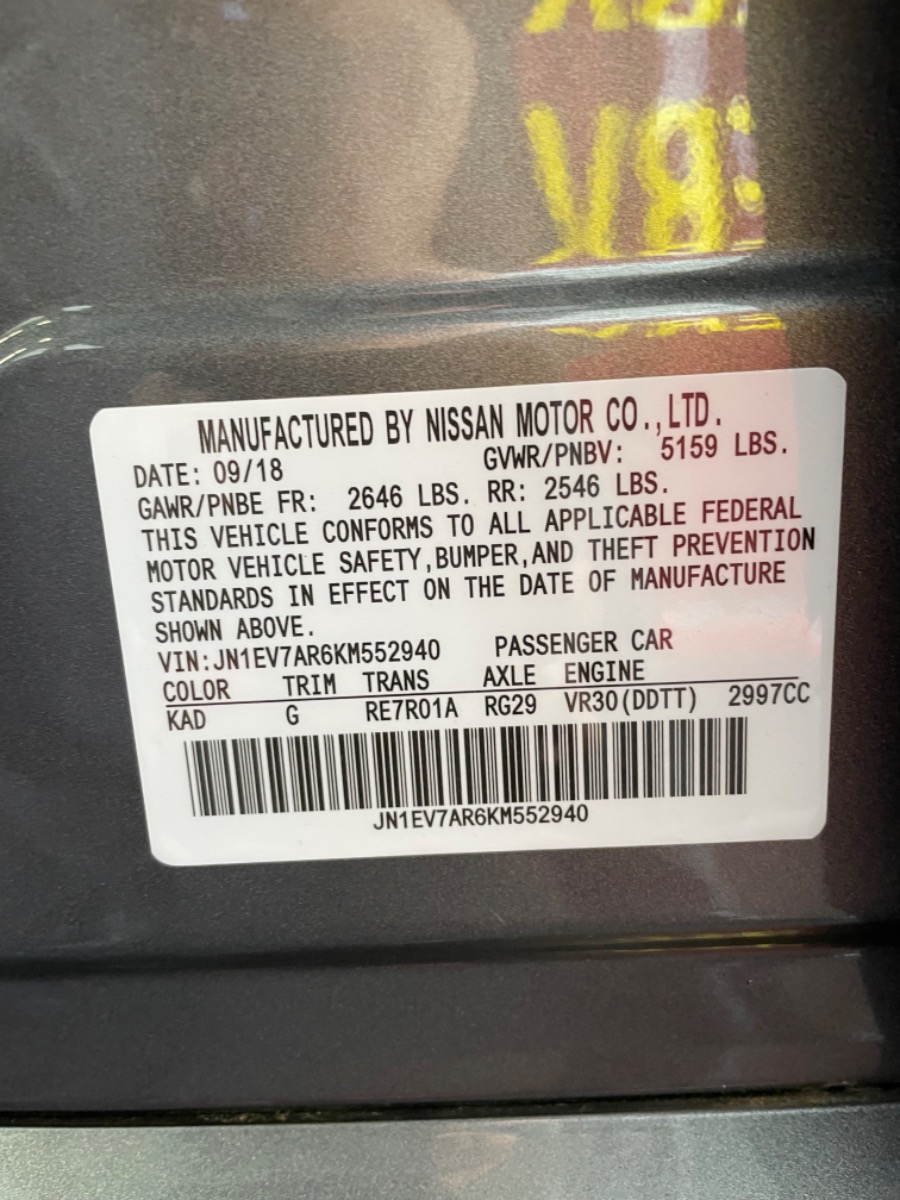 MANUFACTURED BY NISSAN MOTOR CO.,LTD.
DATE: 09/18 GVWR/PNBV: 5159 LBS.
GAWR/PNBE FR: 2646 LBS. RR: 2546 LBS.
THIS VEHICLE CONFORMS TO ALL APPLICABLE FEDERAL
MOTOR VEHICLE SAFETY,BUMPER,AND THEFT PREVENTION
STANDARDS IN EFFECT ON THE DATE OF MANUFACTURE
SHOWN ABOVE.
VIN:JN1EV7AR6KM552940 PASSENGER CAR
COLOR TRIM TRANS AXLE ENGINE
KAD G RE7R01A RG29 VR30(DDTT) 2997CC
JN1EV7AR6KM552940